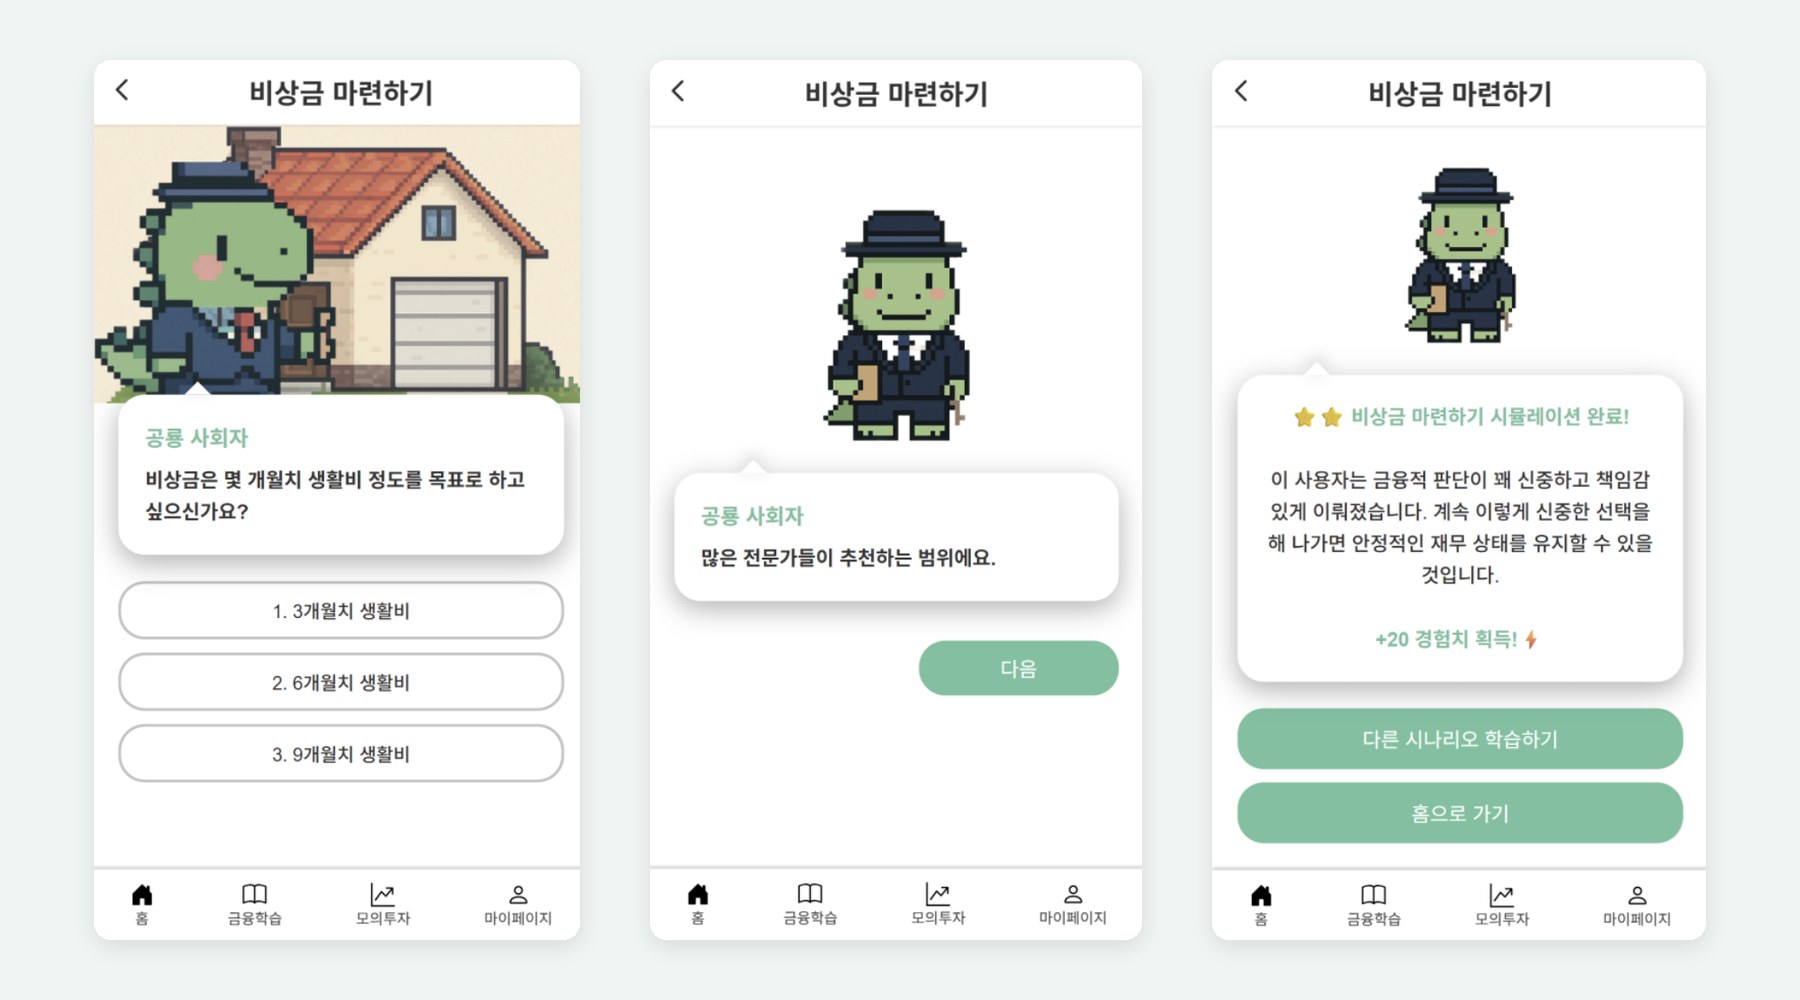 비상금 마련하기
공룡 사회자
비상금은 몇 개월치 생활비 정도를 목표로 하고
싶으신가요?
1. 3개월치 생활비
2. 6개월치 생활비
3. 9개월치 생활비
홈
금융학습
모의투자
마이페이지
비상금 마련하기
공룡 사회자
많은 전문가들이 추천하는 범위에요.
다음
홈
금융학습
모의투자
마이페이지
비상금 마련하기
⭐⭐ 비상금 마련하기 시뮬레이션 완료!
이 사용자는 금융적 판단이 꽤 신중하고 책임감
있게 이뤄졌습니다. 계속 이렇게 신중한 선택을
해 나가면 안정적인 재무 상태를 유지할 수 있을
것입니다.
+20 경험치 획득!⚡
다른 시나리오 학습하기
홈으로 가기
홈
금융학습
모의투자
마이페이지